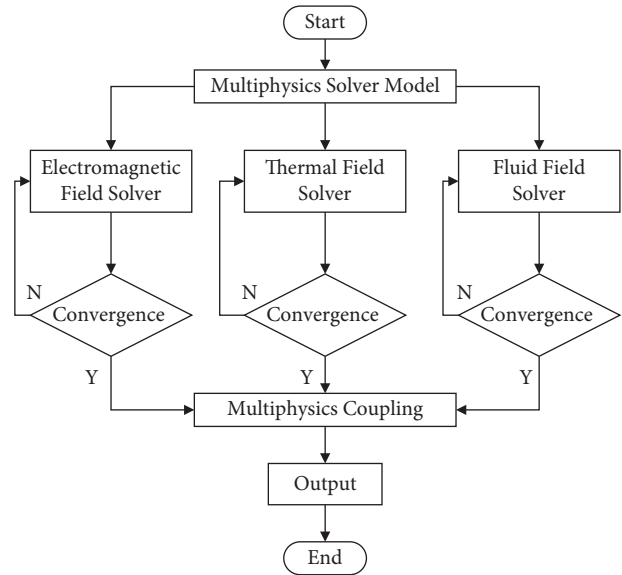 Start
Multiphysics Solver Model
Electromagnetic
Field Solver
Thermal Field
Solver
Fluid Field
Solver
N
Convergence
N
Convergence
N
Convergence
Y
Y
Y
Multiphysics Coupling
Output
End